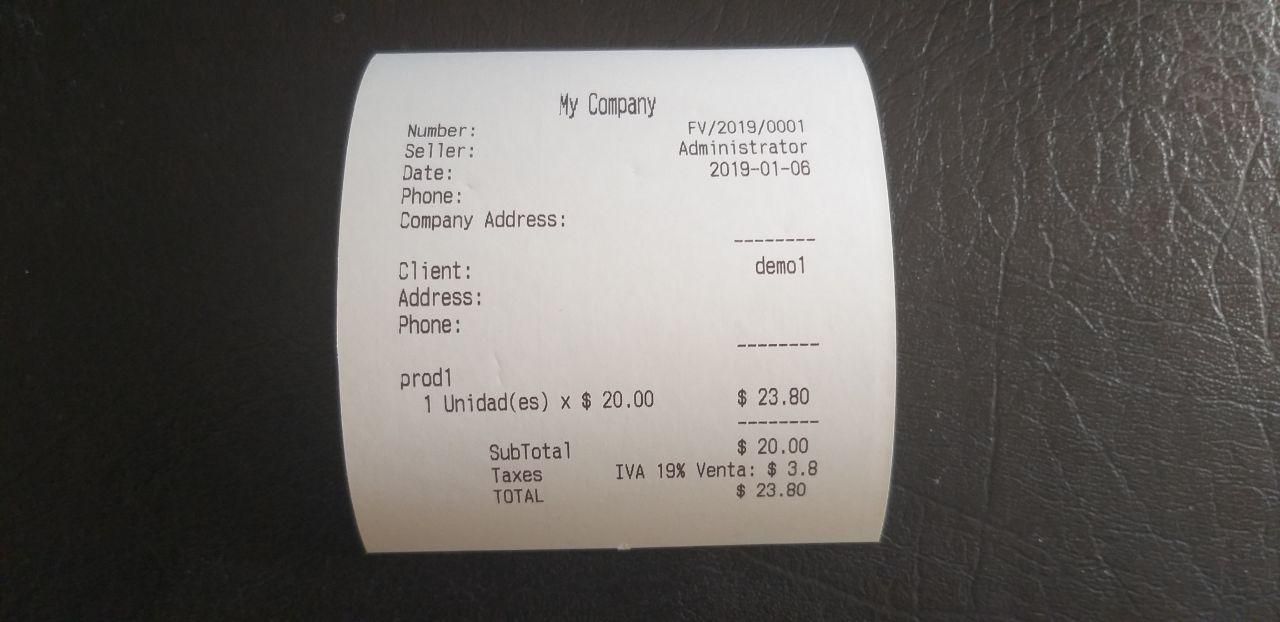 My Company
Number: FV/2019/0001
Seller: Administrator
Date: 2019-01-06
Phone:
Company Address:
--------
Client: demo1
Address:
Phone:
--------
prod1
1 Unidad(es) x $ 20.00 $ 23.80
--------
SubTotal $ 20.00
Taxes IVA 19% Venta: $ 3.8
TOTAL $ 23.80